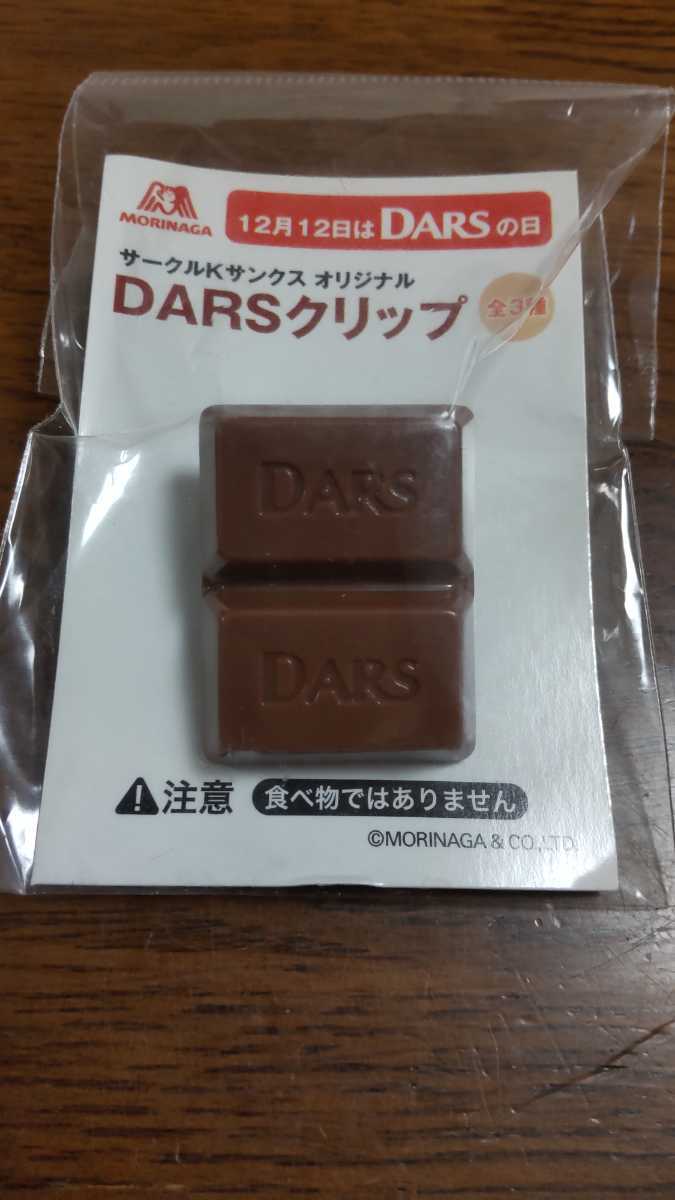 MORINAGA
12月12日はDARSの日
サークルKサンクス オリジナル
DARSクリップ
全3種
DARS
DARS
注意 食べ物ではありません
©MORINAGA & CO.,LTD.